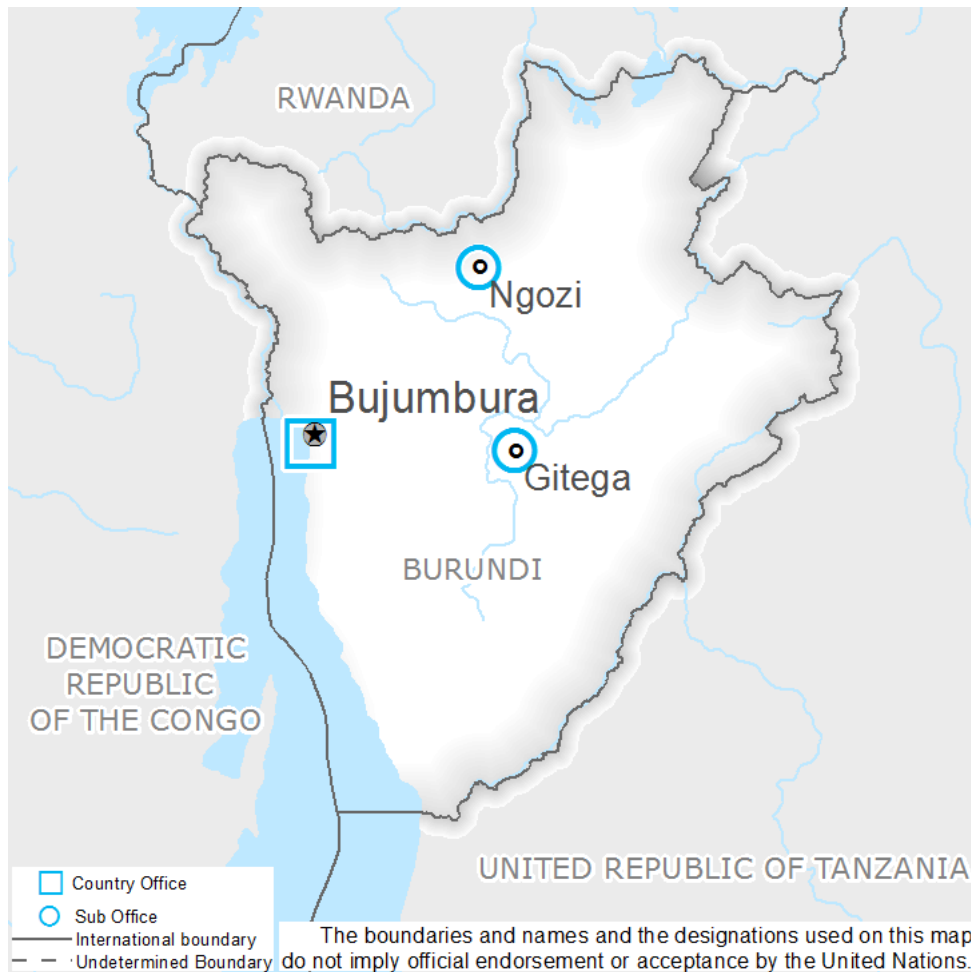 RWANDA
Ngozi
Bujumbura
Gitega
BURUNDI
DEMOCRATIC
REPUBLIC
OF THE CONGO
UNITED REPUBLIC OF TANZANIA
Country Office
Sub Office
International boundary
Undetermined Boundary
The boundaries and names and the designations used on this map
do not imply official endorsement or acceptance by the United Nations.